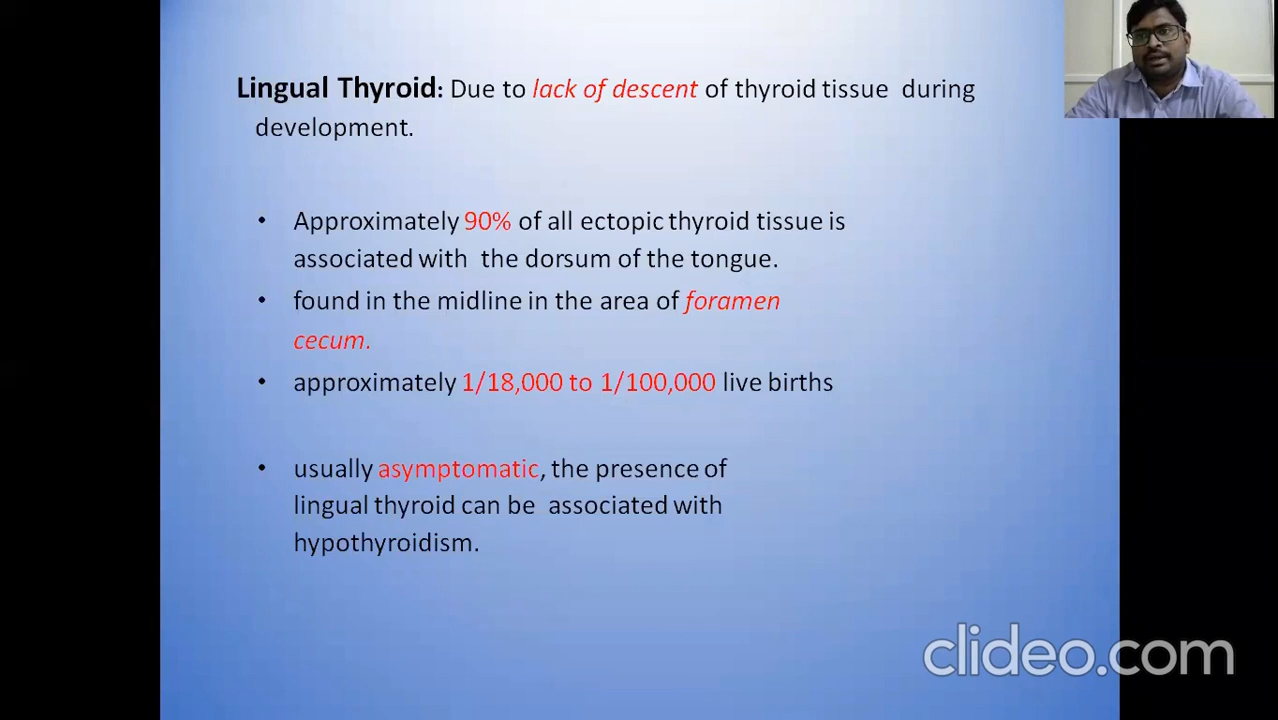 Lingual Thyroid: Due to lack of descent of thyroid tissue during
development.
• Approximately 90% of all ectopic thyroid tissue is
associated with the dorsum of the tongue.
• found in the midline in the area of foramen
cecum.
• approximately 1/18,000 to 1/100,000 live births
• usually asymptomatic, the presence of
lingual thyroid can be associated with
hypothyroidism.
clideo.com